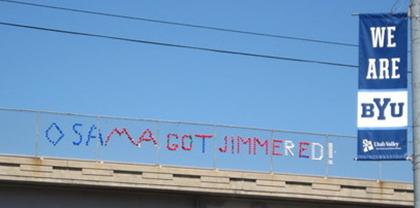 OSAMA GOT JIMMERED!
WE
ARE
BYU
Utah Valley